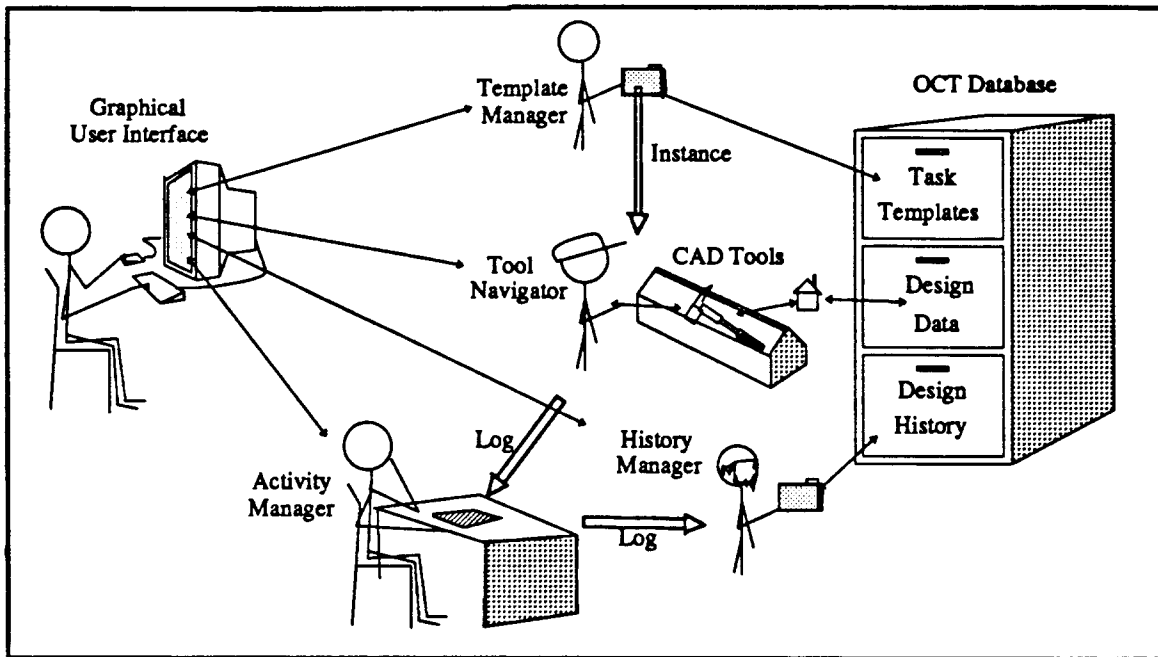 Graphical
User Interface
Template
Manager
OCT Database
Instance
Task
Templates
Tool
Navigator
CAD Tools
Design
Data
Design
History
Log
History
Manager
Activity
Manager
Log